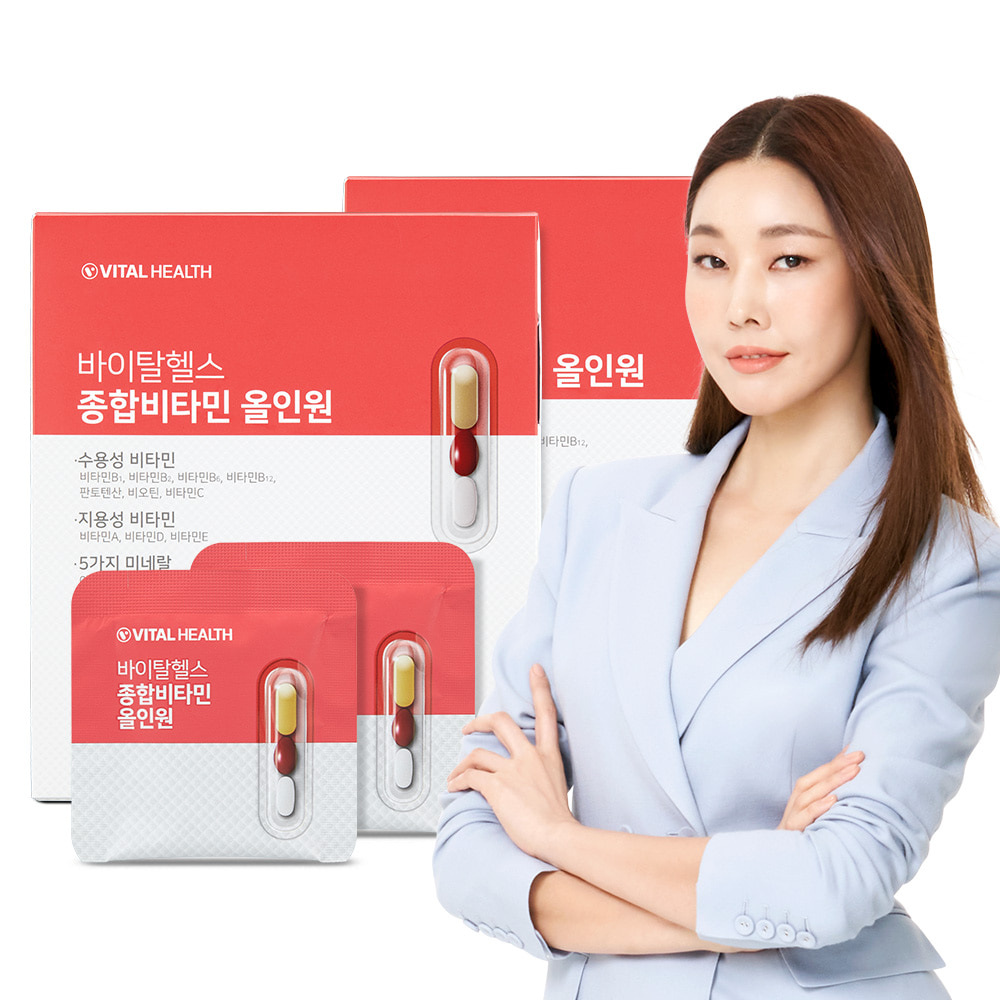 VITAL HEALTH
바이탈헬스
종합비타민 올인원
·수용성 비타민
비타민B1, 비타민B2, 비타민B6, 비타민B12,
판토텐산, 비오틴, 비타민C
·지용성 비타민
비타민A, 비타민D, 비타민E
·5가지 미네랄
올인원
비타민B12,
VITAL HEALTH
바이탈헬스
종합비타민
올인원